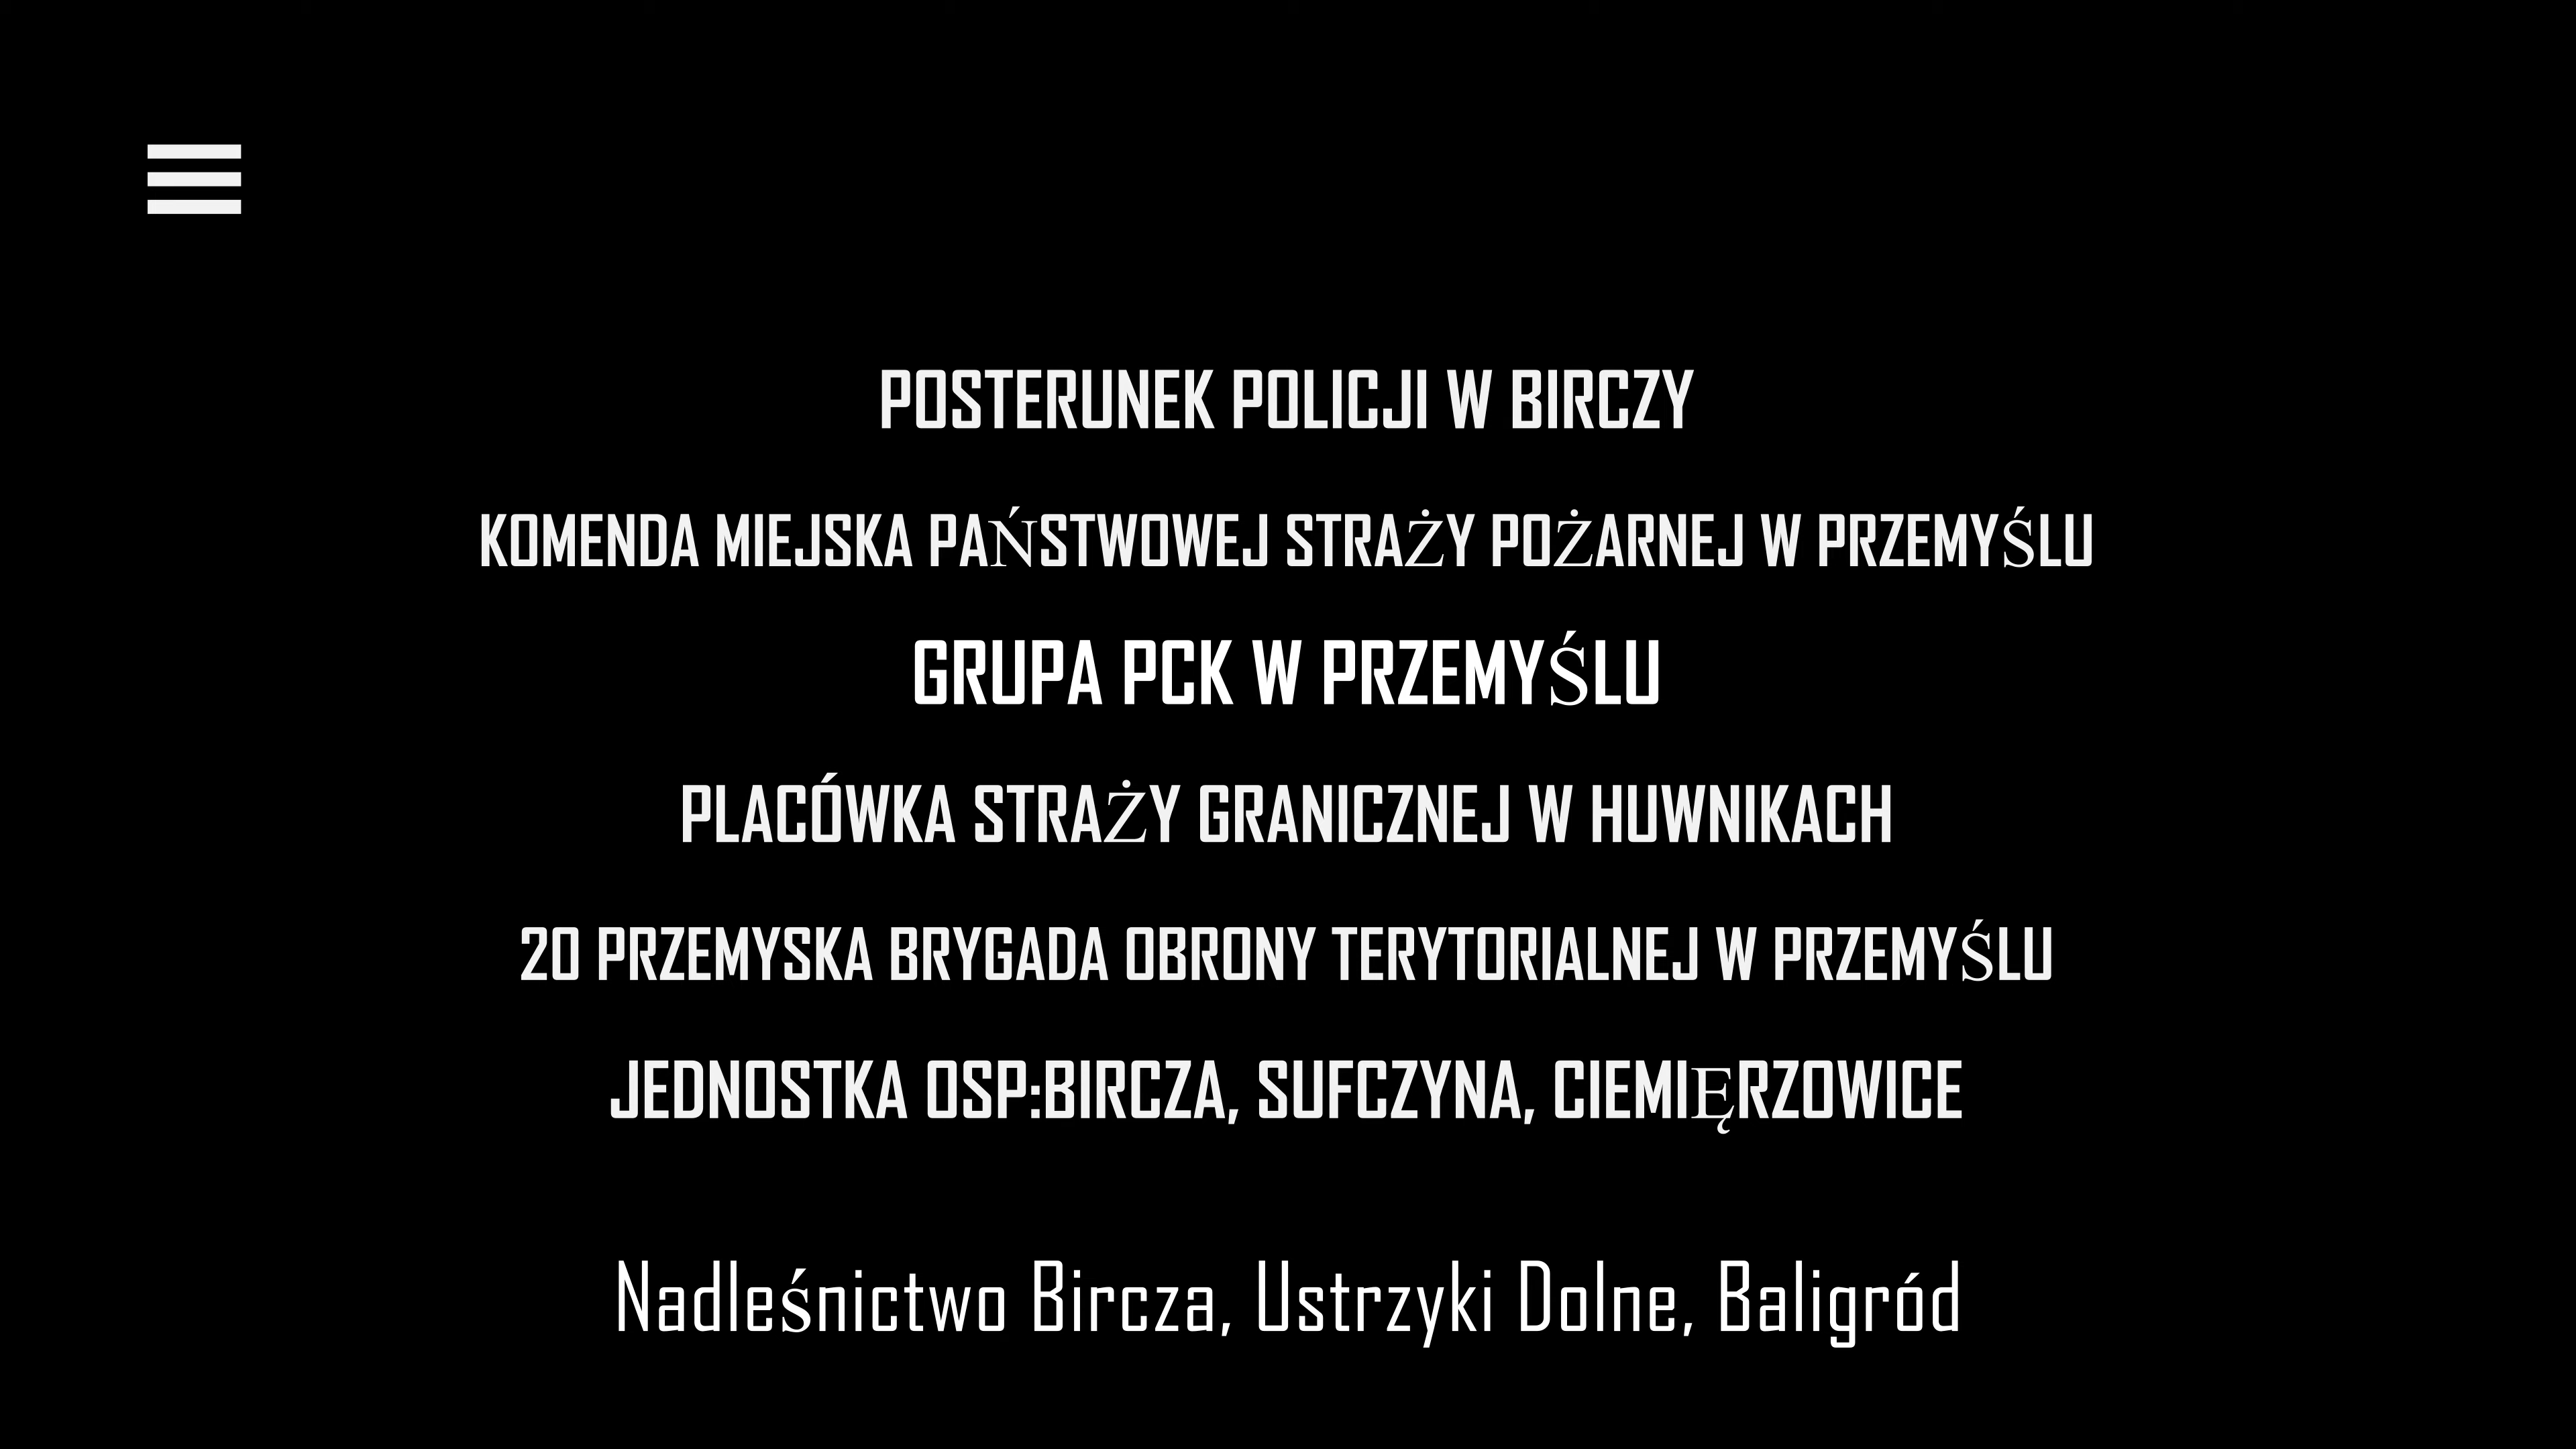 POSTERUNEK POLICJI W BIRCZY
KOMENDA MIEJSKA PAŃSTWOWEJ STRAŻY POŻARNEJ W PRZEMYŚLU
GRUPA PCK W PRZEMYŚLU
PLACÓWKA STRAŻY GRANICZNEJ W HUWNIKACH
20 PRZEMYSKA BRYGADA OBRONY TERYTORIALNEJ W PRZEMYŚLU
JEDNOSTKA OSP:BIRCZA, SUFCZYNA, CIEMIĘRZOWICE
Nadleśnictwo Bircza, Ustrzyki Dolne, Baligród